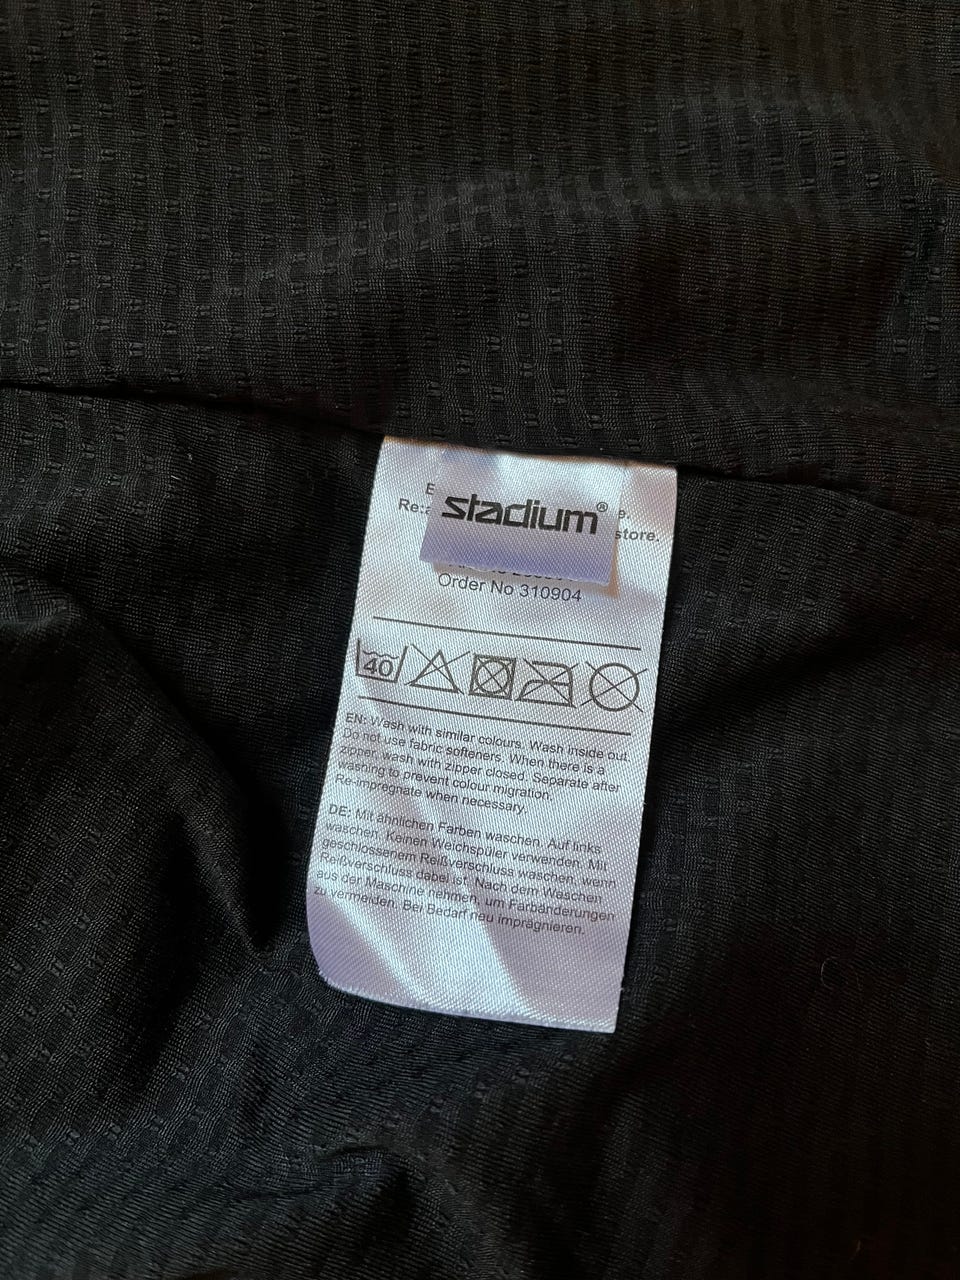 stadium®
store.
Order No 310904
40
EN: Wash with similar colours. Wash inside out.
Do not use fabric softeners. When there is a
zipper, wash with zipper closed. Separate after
washing to prevent colour migration.
Re-impregnate when necessary.
DE: Mit ähnlichen Farben waschen. Auf links
waschen. Keinen Weichspüler verwenden. Mit
geschlossenem Reißverschluss waschen, wenn
Reißverschluss dabei ist. Nach dem Waschen
aus der Maschine nehmen, um Farbänderungen
zu vermeiden. Bei Bedarf neu imprägnieren.